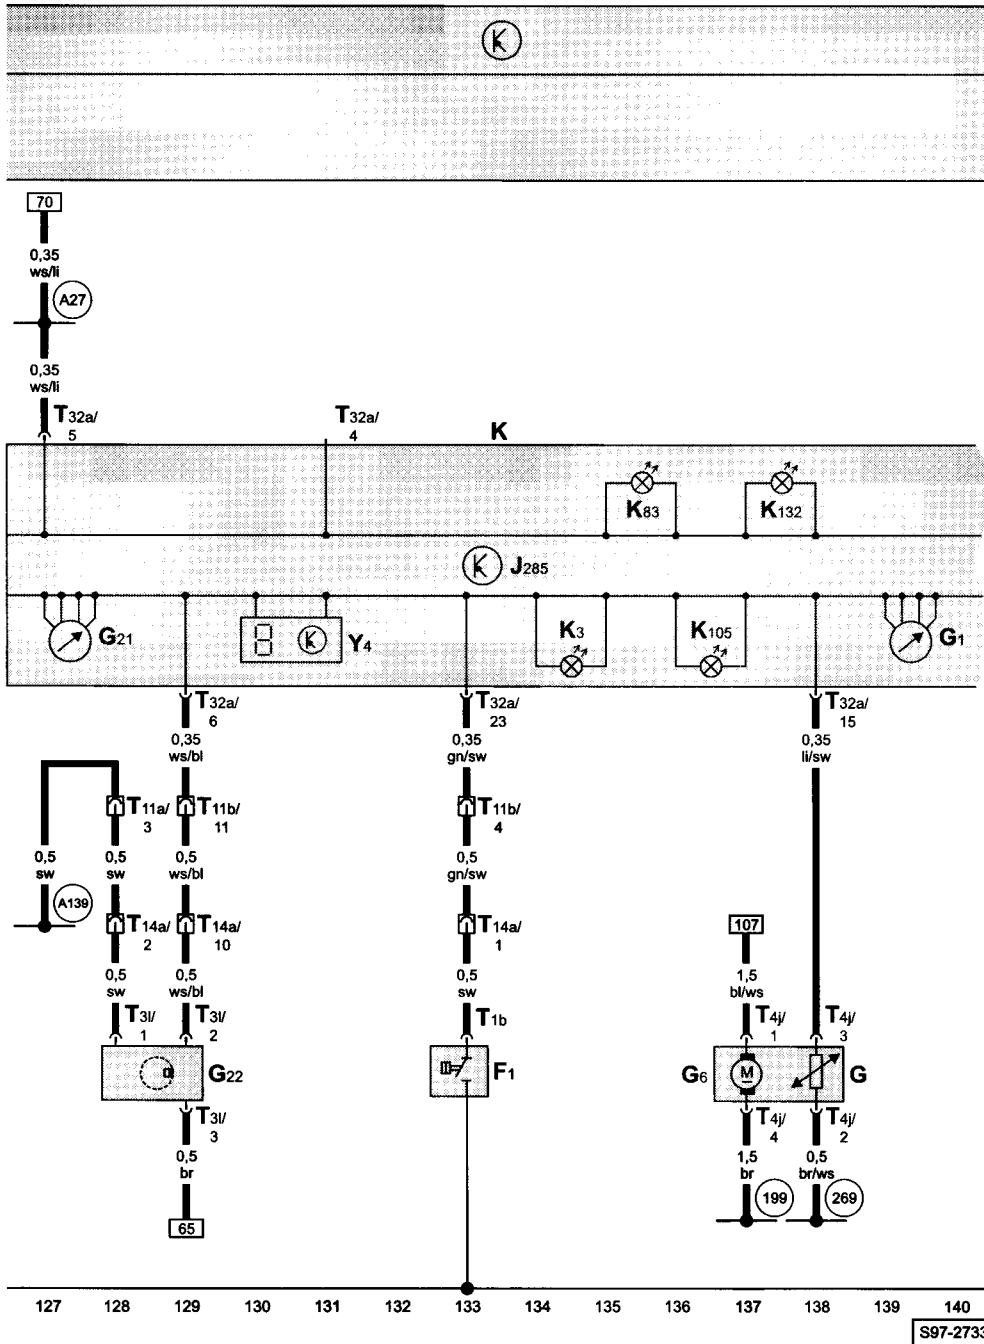 70
0,35
ws/li
A27
0,35
ws/li
T32a/
5
T32a/
4
K
K83
K132
J285
G21
Y4
K3
K105
G1
T32a/
6
T32a/
23
T32a/
15
0,35
ws/bl
0,35
gn/sw
0,35
li/sw
T11a/
3
T11b/
11
T11b/
4
0,5
sw
0,5
sw
0,5
ws/bl
0,5
gn/sw
A139
T14a/
2
T14a/
10
T14a/
1
107
0,5
sw
0,5
ws/bl
0,5
sw
1,5
bl/ws
T3l/
1
T3l/
2
T1b
T4j/
1
T4j/
3
G22
F1
G6
M
G
T3l/
3
T4j/
4
T4j/
2
0,5
br
1,5
br
0,5
br/ws
65
199
269
127 128 129 130 131 132 133 134 135 136 137 138 139 140
S97-2733